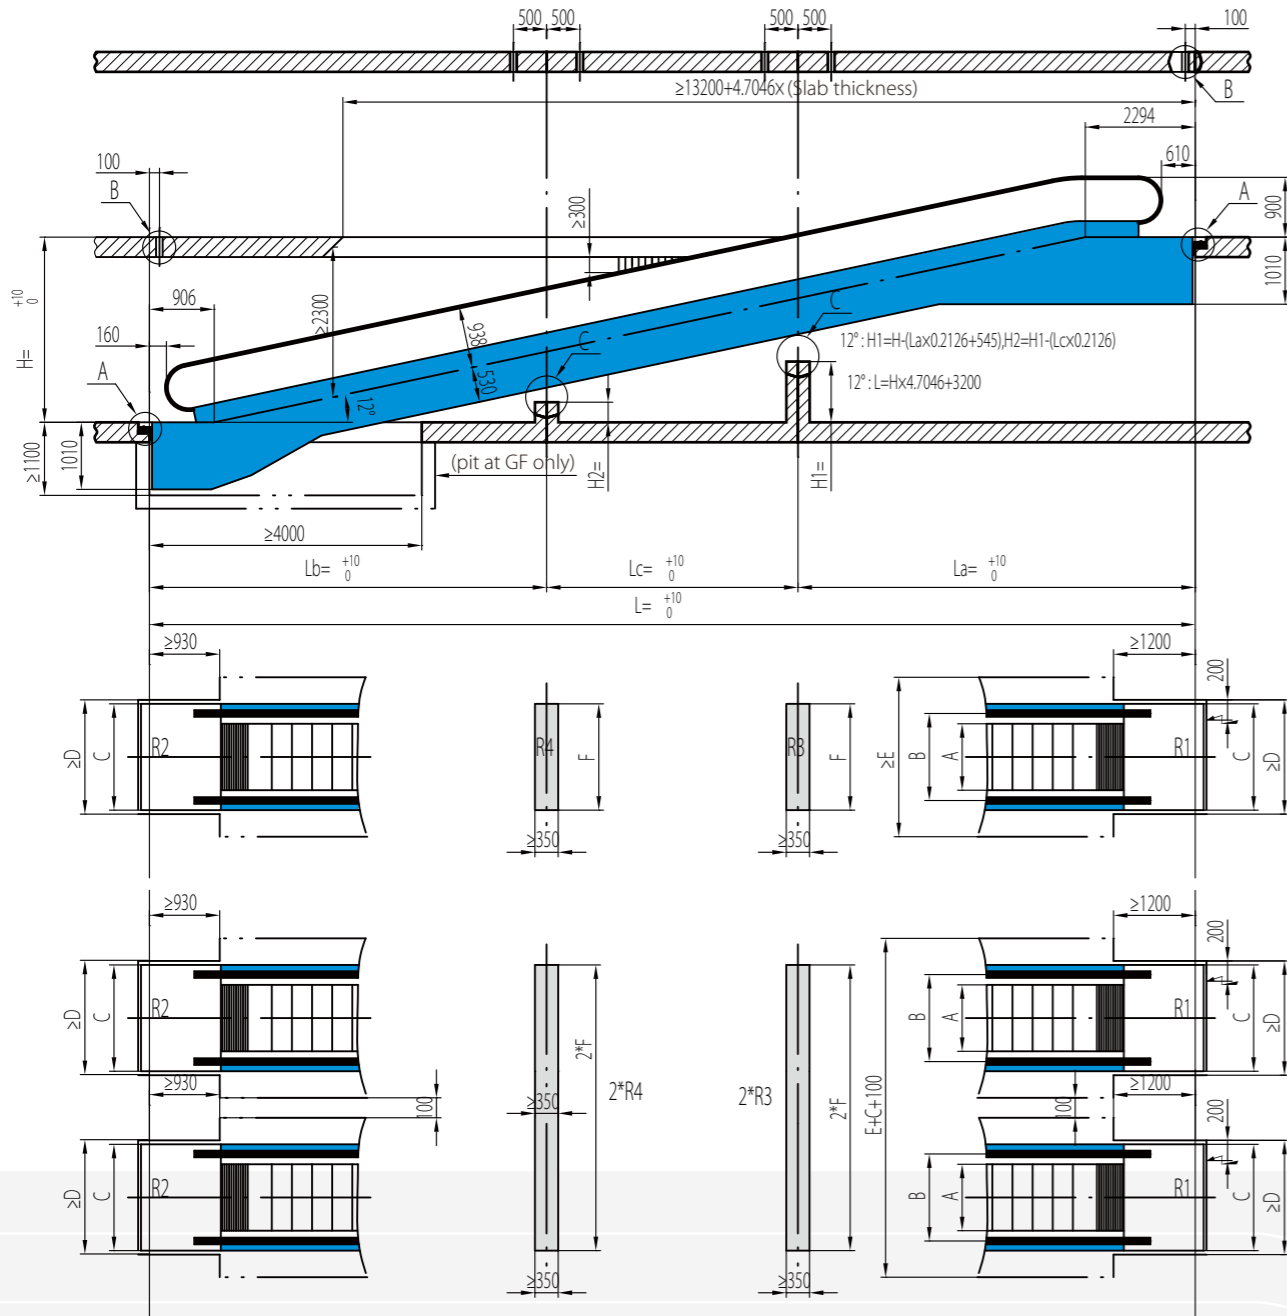 500 500
500 500
100
≥13200+4.7046x (Slab thickness)
B
2294
610
100
B
≥300
A
900
+10
H= 0
906
≥2300
1010
160
938
C
C
12° : H1=H-(Lax0.2126+545),H2=H1-(Lcx0.2126)
A
530
12°
12° : L=Hx4.7046+3200
≥1100
1010
(pit at GF only)
H2=
H1=
≥4000
Lb= +10 0
Lc= +10 0
La= +10 0
L= +10 0
≥930
≥1200
200
≥D
C
R2
R4
F
R3
F
≥E
B
A
R1
C
≥D
≥350
≥350
≥930
≥1200
200
≥D
C
R2
2*F
B
A
R1
C
≥D
≥930
100
≥350
2*R4
2*R3
2*F
E+C+100
100
≥1200
200
≥D
C
R2
B
A
R1
C
≥D
≥350
≥350